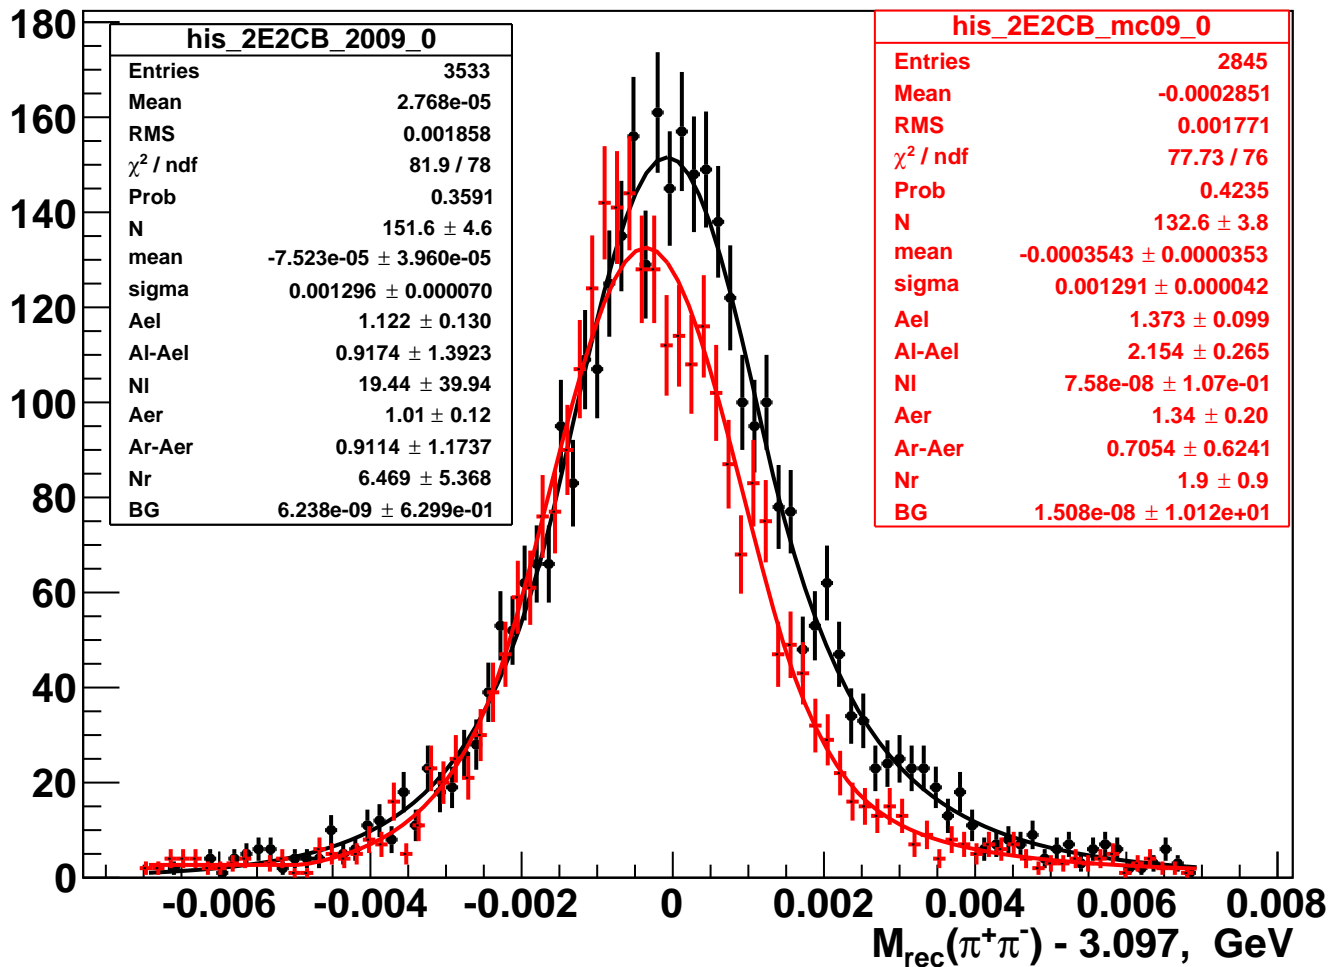 his_2E2CB_2009_0
Entries 3533
Mean 2.768e-05
RMS 0.001858
χ² / ndf 81.9 / 78
Prob 0.3591
N 151.6 ± 4.6
mean -7.523e-05 ± 3.960e-05
sigma 0.001296 ± 0.000070
Ael 1.122 ± 0.130
Al-Ael 0.9174 ± 1.3923
Nl 19.44 ± 39.94
Aer 1.01 ± 0.12
Ar-Aer 0.9114 ± 1.1737
Nr 6.469 ± 5.368
BG 6.238e-09 ± 6.299e-01
his_2E2CB_mc09_0
Entries 2845
Mean -0.0002851
RMS 0.001771
χ² / ndf 77.73 / 76
Prob 0.4235
N 132.6 ± 3.8
mean -0.0003543 ± 0.0000353
sigma 0.001291 ± 0.000042
Ael 1.373 ± 0.099
Al-Ael 2.154 ± 0.265
Nl 7.58e-08 ± 1.07e-01
Aer 1.34 ± 0.20
Ar-Aer 0.7054 ± 0.6241
Nr 1.9 ± 0.9
BG 1.508e-08 ± 1.012e+01
180
160
140
120
100
80
60
40
20
0
-0.006 -0.004 -0.002 0 0.002 0.004 0.006 0.008
M_rec(π⁺π⁻) - 3.097, GeV